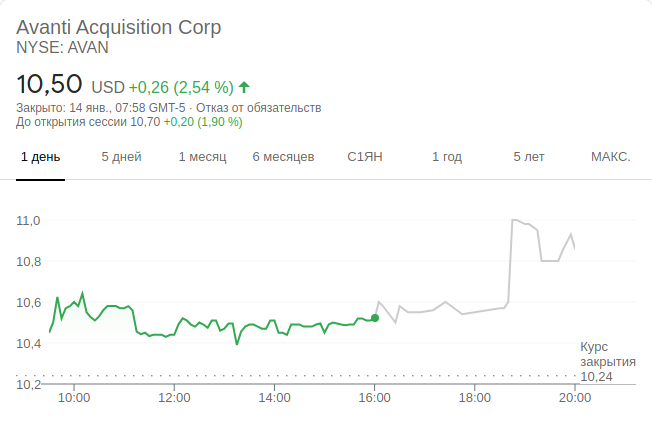 Avanti Acquisition Corp
NYSE: AVAN
10,50 USD +0,26 (2,54 %) ↑
Закрыто: 14 янв., 07:58 GMT-5 · Отказ от обязательств
До открытия сессии 10,70 +0,20 (1,90 %)
1 день 5 дней 1 месяц 6 месяцев С1ЯН 1 год 5 лет МАКС.
11,0
10,8
10,6
10,4
Курс
закрытия
10,24
10,2
10:00 12:00 14:00 16:00 18:00 20:00